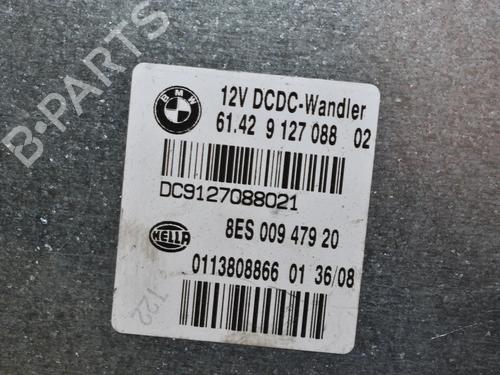 B-PARTS
BMW
12V DCDC-Wandler
61.42 9 127 088 02
DC9127088021
HELLA
8ES 009 479 20
0113808866 01 36/08
T22